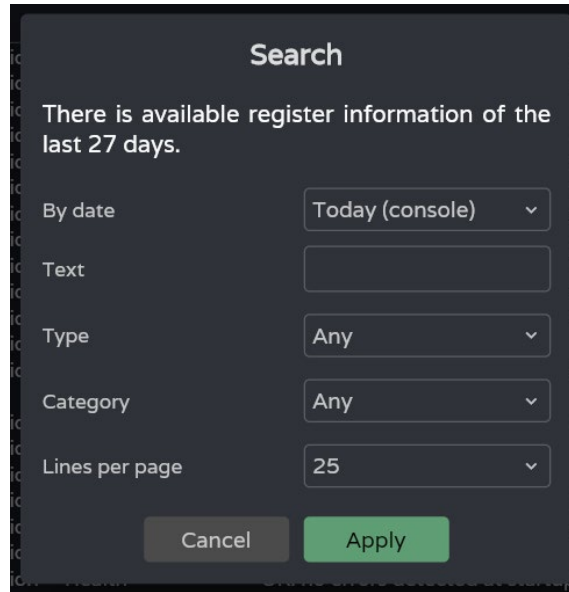 Search
There is available register information of the
last 27 days.
By date Today (console)
Text
Type Any
Category Any
Lines per page 25
Cancel Apply